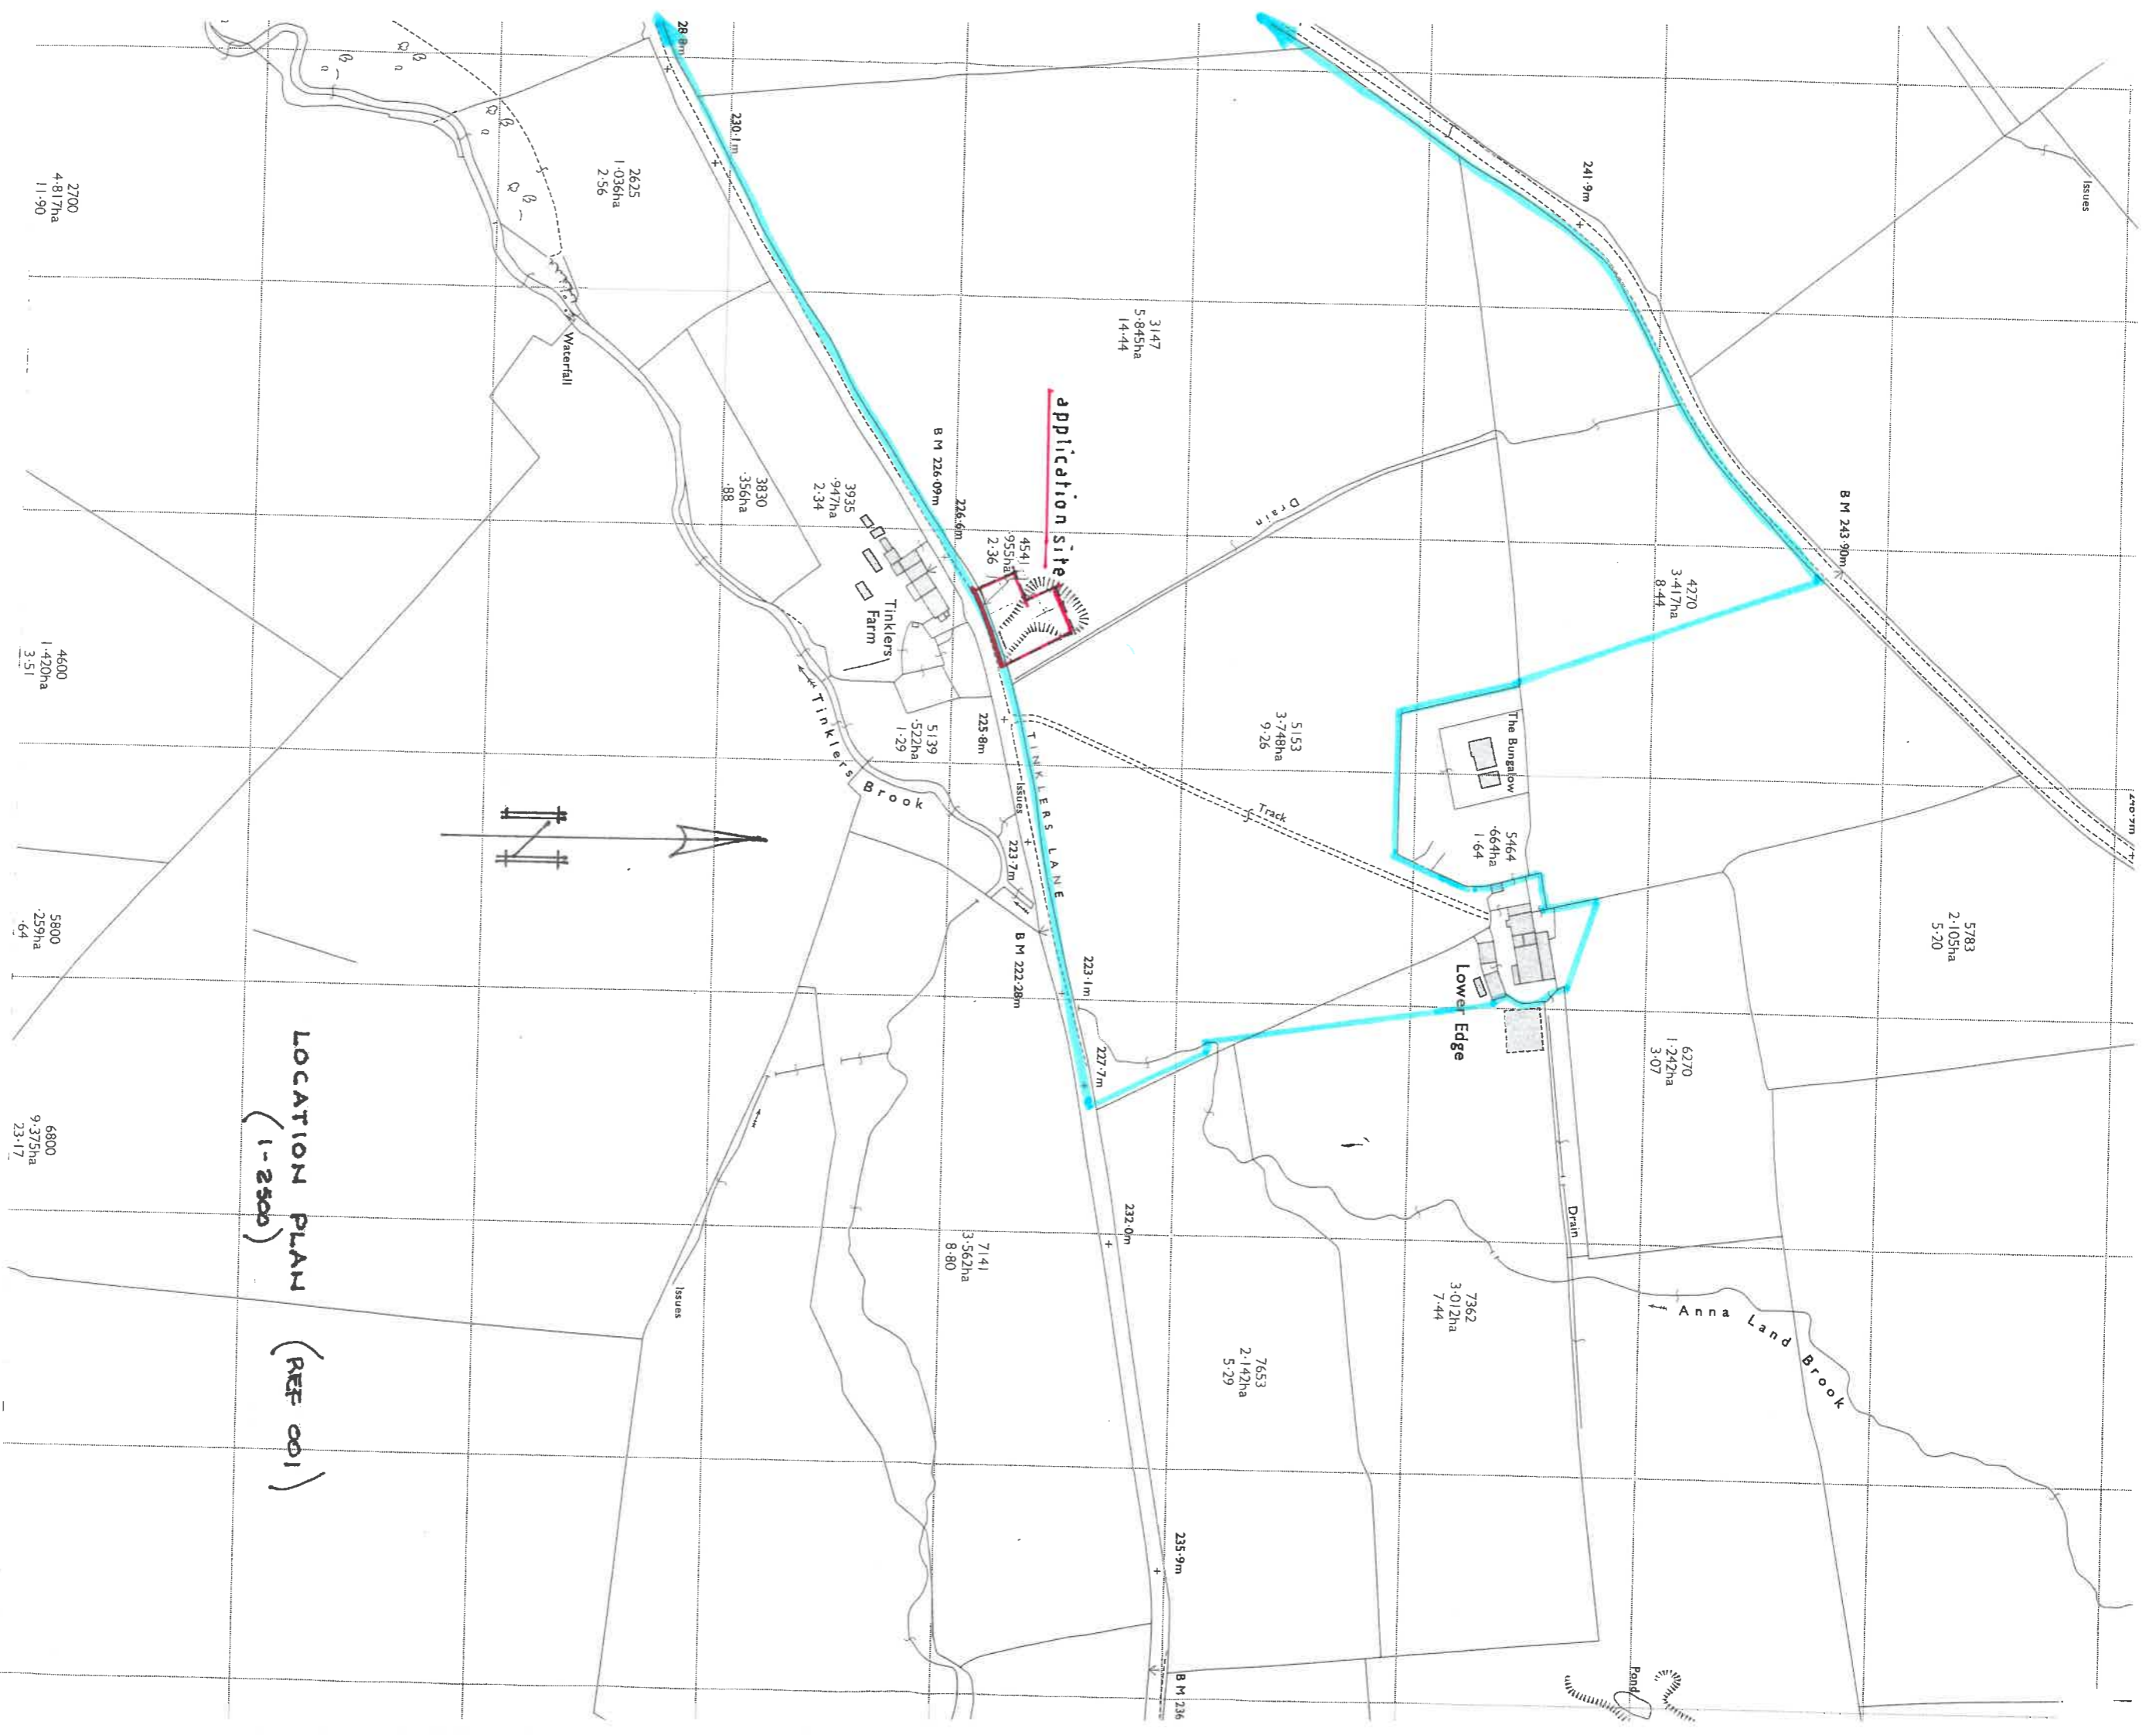 Issues
241·9m
B M 243·90m
4270
3·417ha
8·44
5783
2·105ha
5·20
6270
1·242ha
3·07
Anna Land Brook
Pond
The Bungalow
5464
·664ha
1·64
Lower Edge
Drain
7362
3·012ha
7·44
3147
5·845ha
14·44
Drain
5153
3·748ha
9·26
Track
7653
2·142ha
5·29
application site
4541
·955ha
2·36
230·1m
B M 226·09m
226·6m
225·8m
TINKLERS LANE
Issues
223·7m
B M 222·28m
223·1m
227·7m
232·0m
235·9m
B M 236
2625
1·036ha
2·56
Waterfall
3830
·356ha
·88
3935
·947ha
2·34
Tinklers
Farm
5139
·522ha
1·29
Tinklers Brook
7141
3·562ha
8·80
Issues
N
2700
4·817ha
11·90
4600
1·420ha
3·51
5800
·259ha
·64
6800
9·375ha
23·17
LOCATION PLAN (REF 001)
(1-2500)